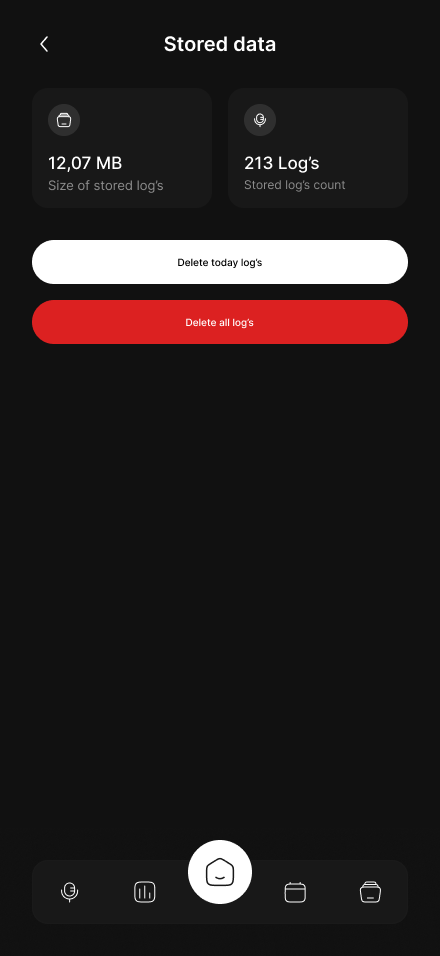 Stored data
12,07 MB
Size of stored log's
213 Log's
Stored log's count
Delete today log's
Delete all log's